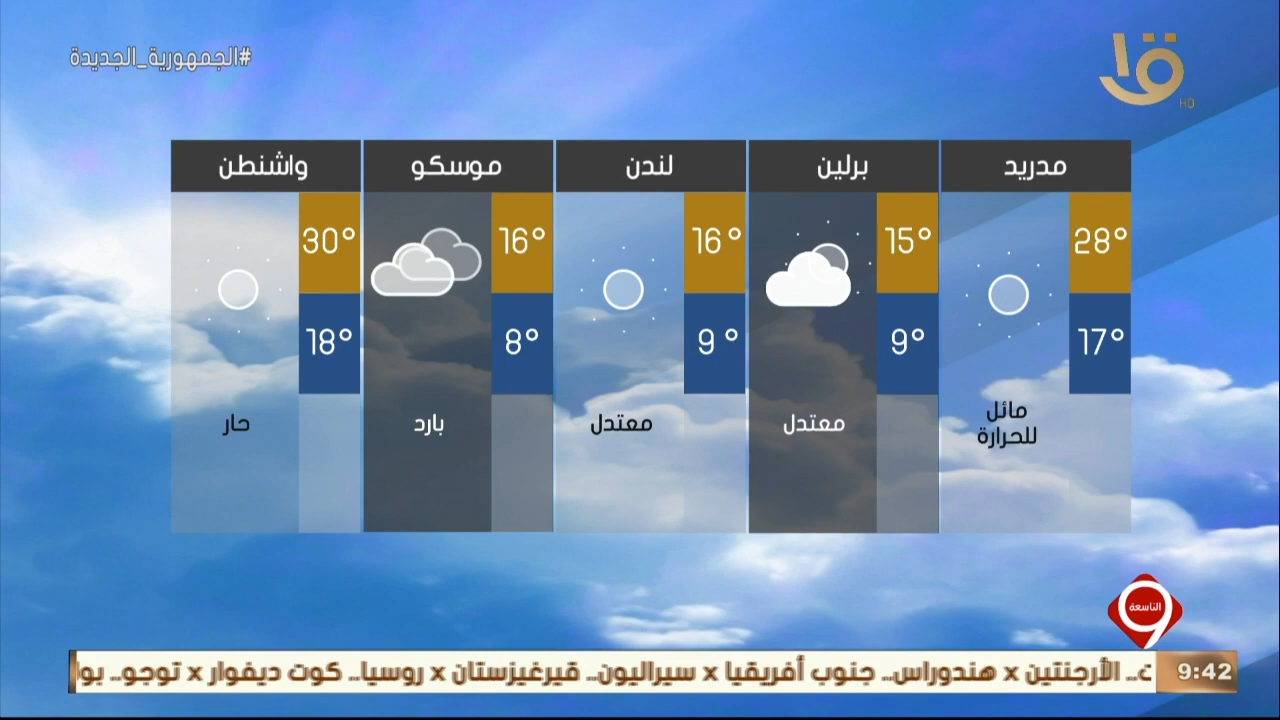 #الجمهورية_الجديدة
HD
مدريد
28°
17°
مائل
للحرارة
برلين
15°
9°
معتدل
لندن
16°
9°
معتدل
موسكو
16°
8°
بارد
واشنطن
30°
18°
حار
التاسعة
9
9:42
ت.. الأرجنتين x هندوراس.. جنوب أفريقيا x سيراليون.. قيرغيزستان x روسيا.. كوت ديفوار x توجو..